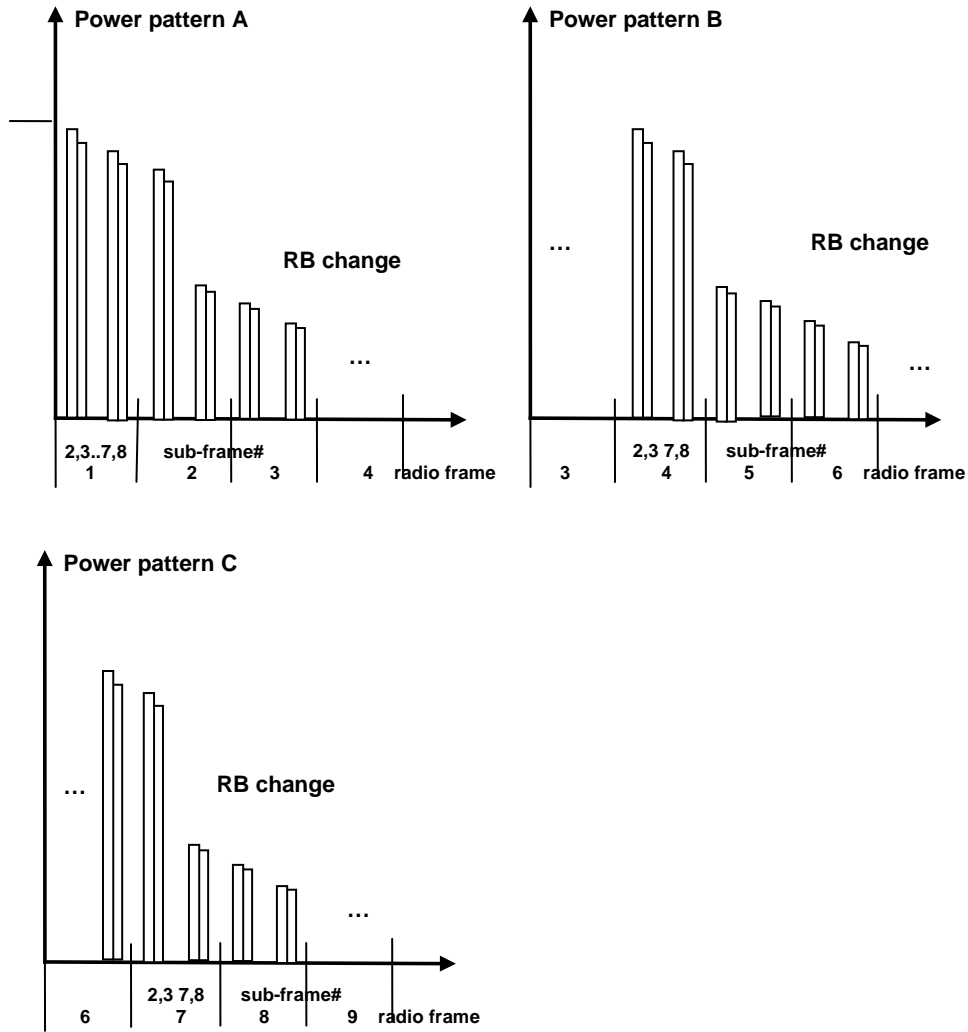 Power pattern A
RB change
...
2,3..7,8 sub-frame#
1 2 3 4 radio frame
Power pattern B
...
RB change
...
2,3 7,8 sub-frame#
3 4 5 6 radio frame
Power pattern C
...
RB change
...
2,3 7,8 sub-frame#
6 7 8 9 radio frame